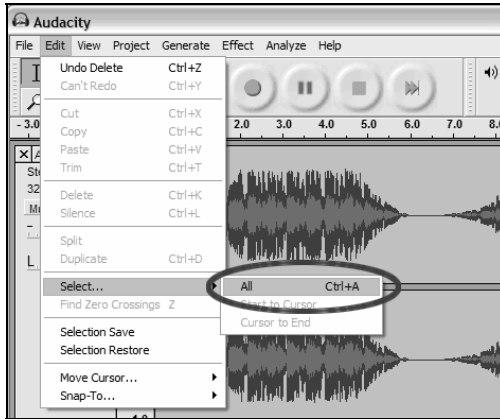 Audacity
File Edit View Project Generate Effect Analyze Help
Undo Delete Ctrl+Z
Can't Redo Ctrl+Y
- 3.0 2.0 3.0 4.0 5.0 6.0 7.0 8.
Cut Ctrl+X
Copy Ctrl+C
Paste Ctrl+V
Trim Ctrl+T
Delete Ctrl+K
Silence Ctrl+L
Split
Duplicate Ctrl+D
Select...
All Ctrl+A
Find Zero Crossings Z
Start to Cursor
Cursor to End
Selection Save
Selection Restore
Move Cursor...
Snap-To...